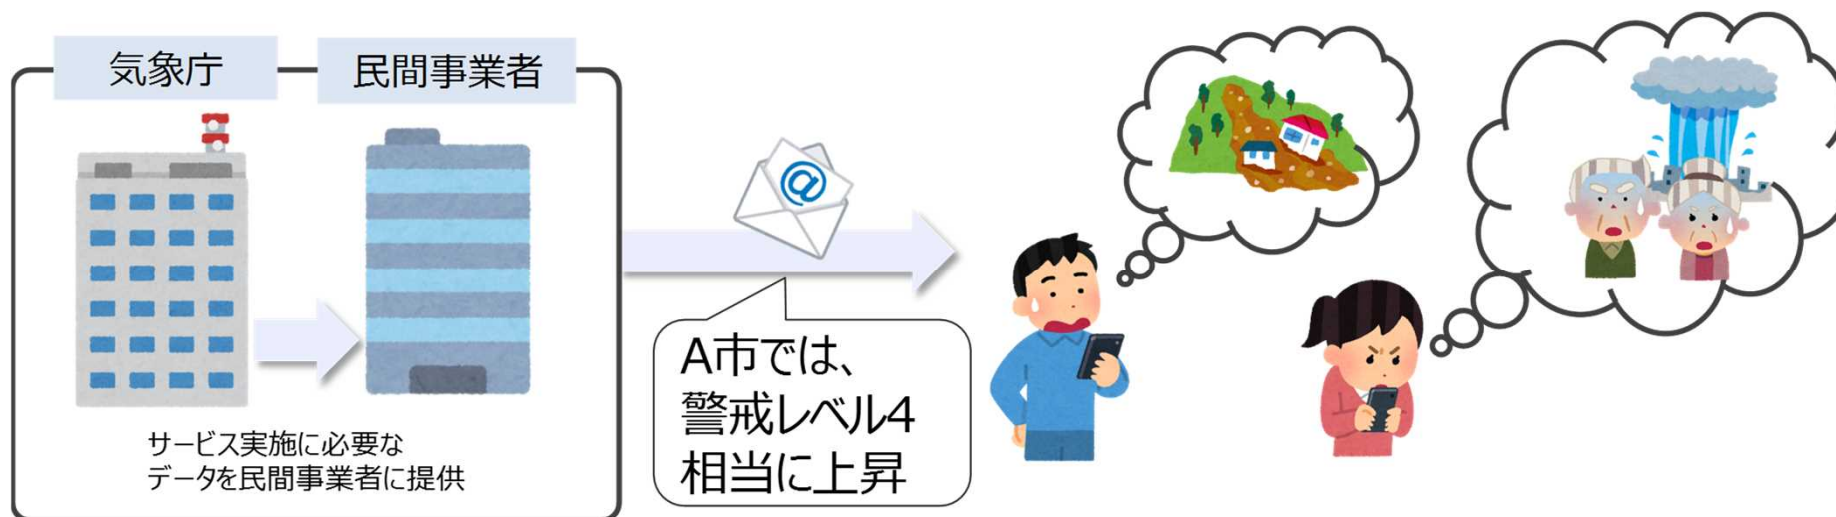 気象庁
民間事業者
サービス実施に必要な
データを民間事業者に提供
@
A市では、
警戒レベル4
相当に上昇